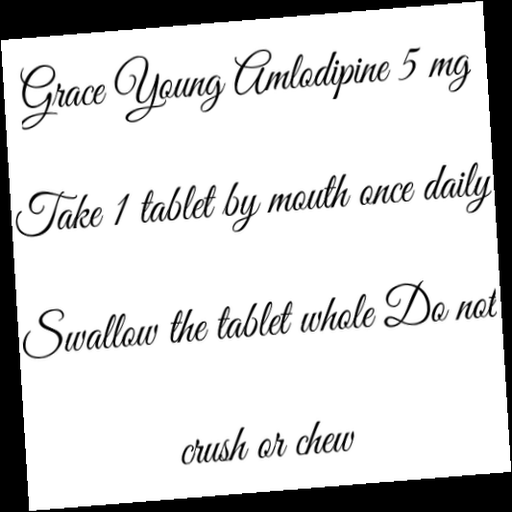 Grace Young Amlodipine 5 mg
Take 1 tablet by mouth once daily
Swallow the tablet whole Do not
crush or chew